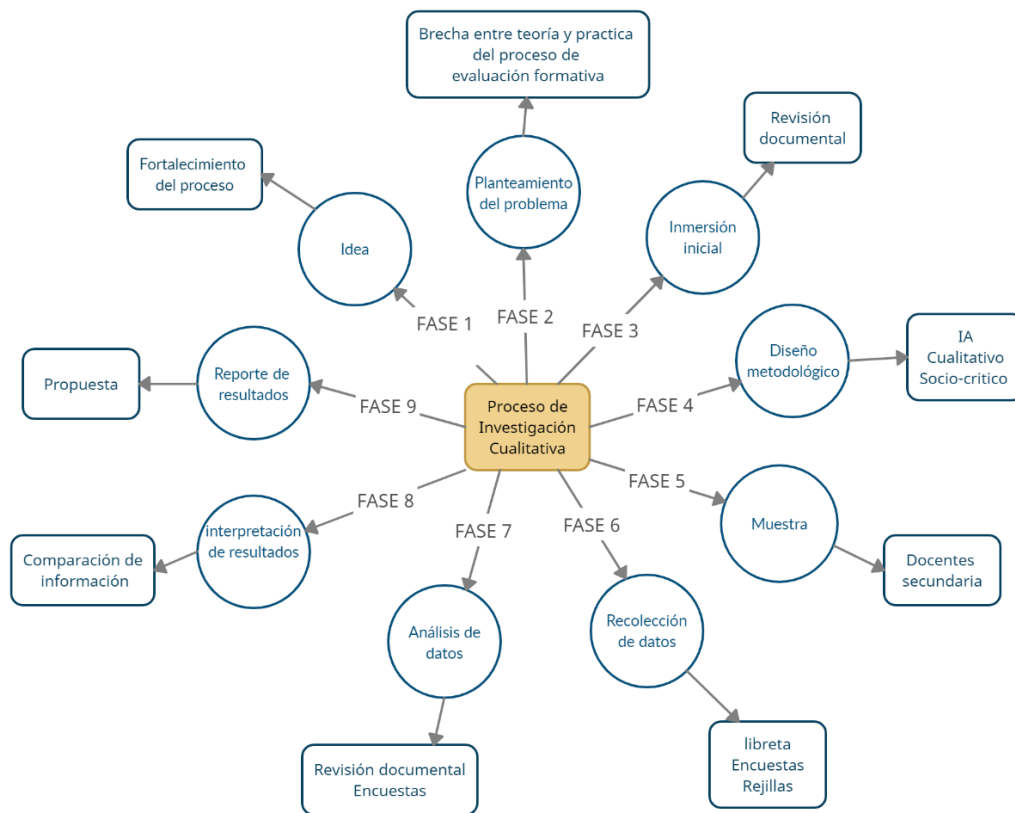 Brecha entre teoría y practica
del proceso de
evaluación formativa
Revisión
documental
Fortalecimiento
del proceso
Planteamiento
del problema
Inmersión
inicial
Idea
FASE 1
FASE 2
FASE 3
IA
Cualitativo
Socio-critico
Diseño
metodológico
Reporte de
resultados
Propuesta
FASE 9
Proceso de
Investigación
Cualitativa
FASE 4
FASE 5
FASE 8
FASE 7
FASE 6
interpretación
de resultados
Muestra
Comparación de
información
Docentes
secundaria
Análisis de
datos
Recolección
de datos
Revisión documental
Encuestas
libreta
Encuestas
Rejillas